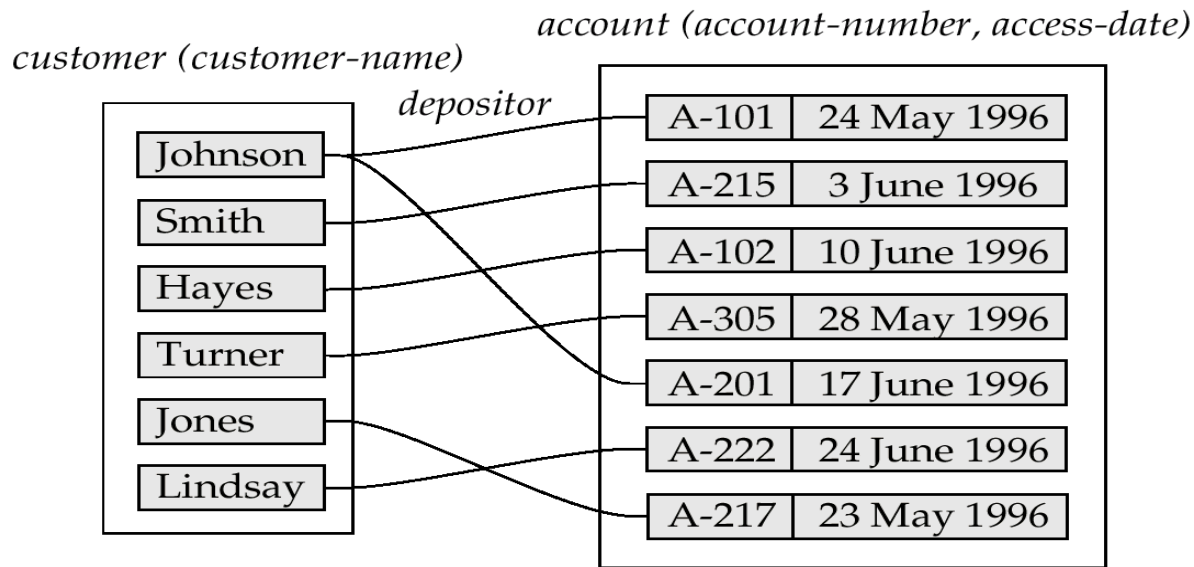 account (account-number, access-date)
customer (customer-name)
depositor
Johnson
Smith
Hayes
Turner
Jones
Lindsay
A-101 24 May 1996
A-215 3 June 1996
A-102 10 June 1996
A-305 28 May 1996
A-201 17 June 1996
A-222 24 June 1996
A-217 23 May 1996